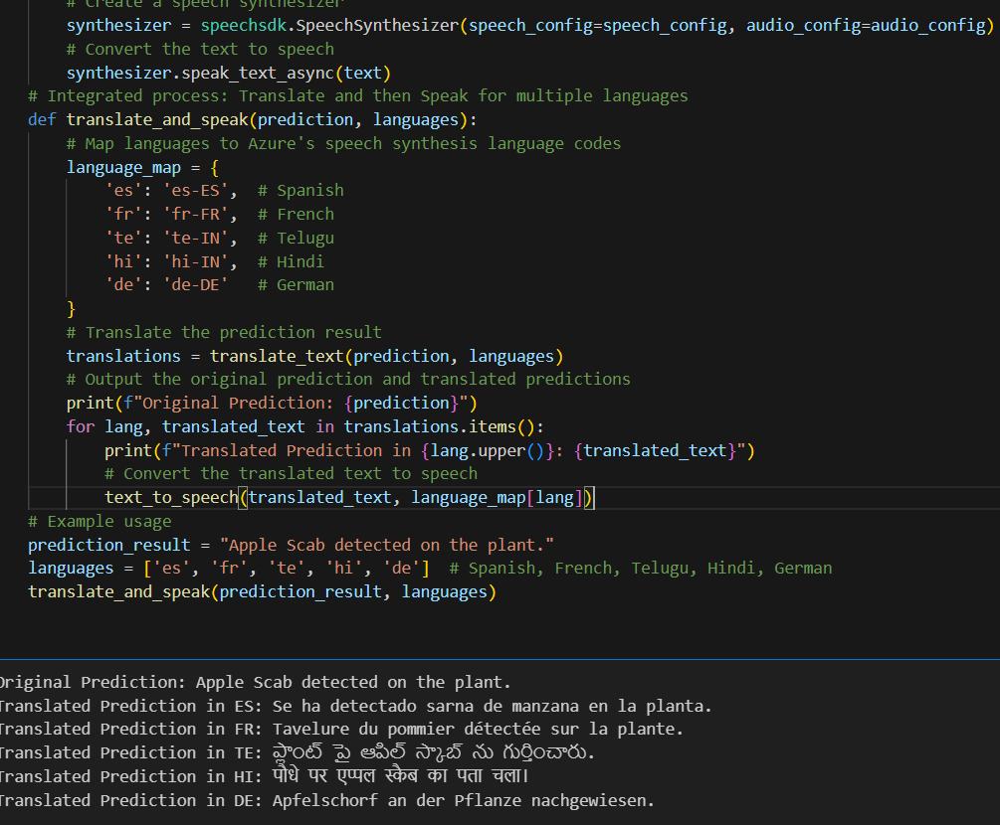 # Create a speech synthesizer
synthesizer = speechsdk.SpeechSynthesizer(speech_config=speech_config, audio_config=audio_config)
# Convert the text to speech
synthesizer.speak_text_async(text)
# Integrated process: Translate and then Speak for multiple languages
def translate_and_speak(prediction, languages):
# Map languages to Azure's speech synthesis language codes
language_map = {
'es': 'es-ES',  # Spanish
'fr': 'fr-FR',  # French
'te': 'te-IN',  # Telugu
'hi': 'hi-IN',  # Hindi
'de': 'de-DE'   # German
}
# Translate the prediction result
translations = translate_text(prediction, languages)
# Output the original prediction and translated predictions
print(f"Original Prediction: {prediction}")
for lang, translated_text in translations.items():
print(f"Translated Prediction in {lang.upper()}: {translated_text}")
# Convert the translated text to speech
text_to_speech(translated_text, language_map[lang])
# Example usage
prediction_result = "Apple Scab detected on the plant."
languages = ['es', 'fr', 'te', 'hi', 'de']  # Spanish, French, Telugu, Hindi, German
translate_and_speak(prediction_result, languages)
Original Prediction: Apple Scab detected on the plant.
Translated Prediction in ES: Se ha detectado sarna de manzana en la planta.
Translated Prediction in FR: Tavelure du pommier détectée sur la plante.
Translated Prediction in TE: ప్లాంట్ పై ఆపిల్ స్కాబ్ ను గుర్తించారు.
Translated Prediction in HI: पौधे पर एप्पल स्कैब का पता चला।
Translated Prediction in DE: Apfelschorf an der Pflanze nachgewiesen.